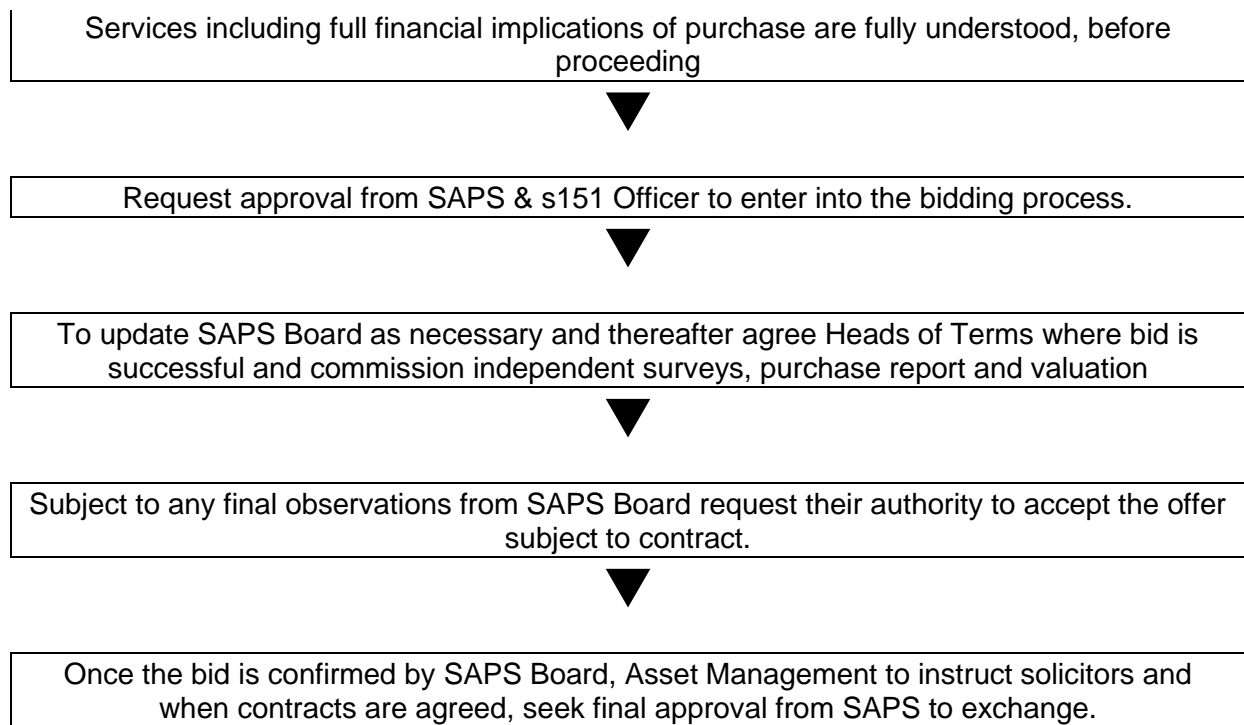 Services including full financial implications of purchase are fully understood, before
proceeding
Request approval from SAPS & s151 Officer to enter into the bidding process.
To update SAPS Board as necessary and thereafter agree Heads of Terms where bid is
successful and commission independent surveys, purchase report and valuation
Subject to any final observations from SAPS Board request their authority to accept the offer
subject to contract.
Once the bid is confirmed by SAPS Board, Asset Management to instruct solicitors and
when contracts are agreed, seek final approval from SAPS to exchange.